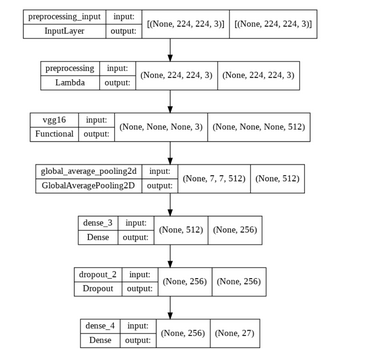 preprocessing_input input: [(None, 224, 224, 3)] [(None, 224, 224, 3)]
InputLayer output:
preprocessing input: (None, 224, 224, 3) (None, 224, 224, 3)
Lambda output:
vgg16 input: (None, None, None, 3) (None, None, None, 512)
Functional output:
global_average_pooling2d input: (None, 7, 7, 512) (None, 512)
GlobalAveragePooling2D output:
dense_3 input: (None, 512) (None, 256)
Dense output:
dropout_2 input: (None, 256) (None, 256)
Dropout output:
dense_4 input: (None, 256) (None, 27)
Dense output: